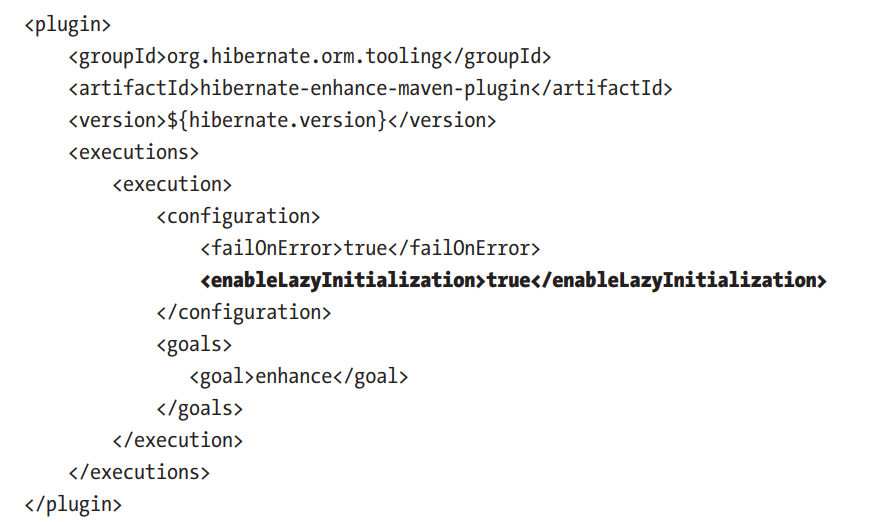 <plugin>
    <groupId>org.hibernate.orm.tooling</groupId>
    <artifactId>hibernate-enhance-maven-plugin</artifactId>
    <version>${hibernate.version}</version>
    <executions>
        <execution>
            <configuration>
                <failOnError>true</failOnError>
                <enableLazyInitialization>true</enableLazyInitialization>
            </configuration>
            <goals>
               <goal>enhance</goal>
            </goals>
        </execution>
    </executions>
</plugin>